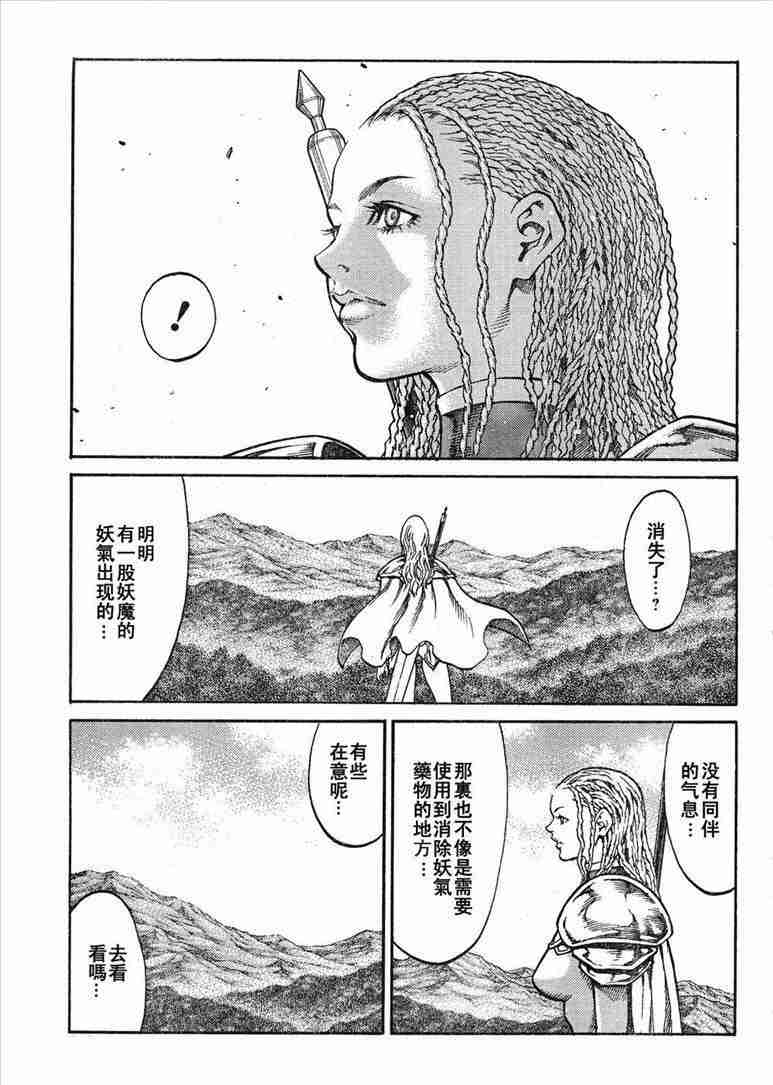 ！
消失了…？
明明
有一股妖魔的
妖氣出现的…
没有同伴
的气息…
那裏也不像是需要
使用到消除妖氣
藥物的地方…
有些
在意呢…
去看
看嗎…